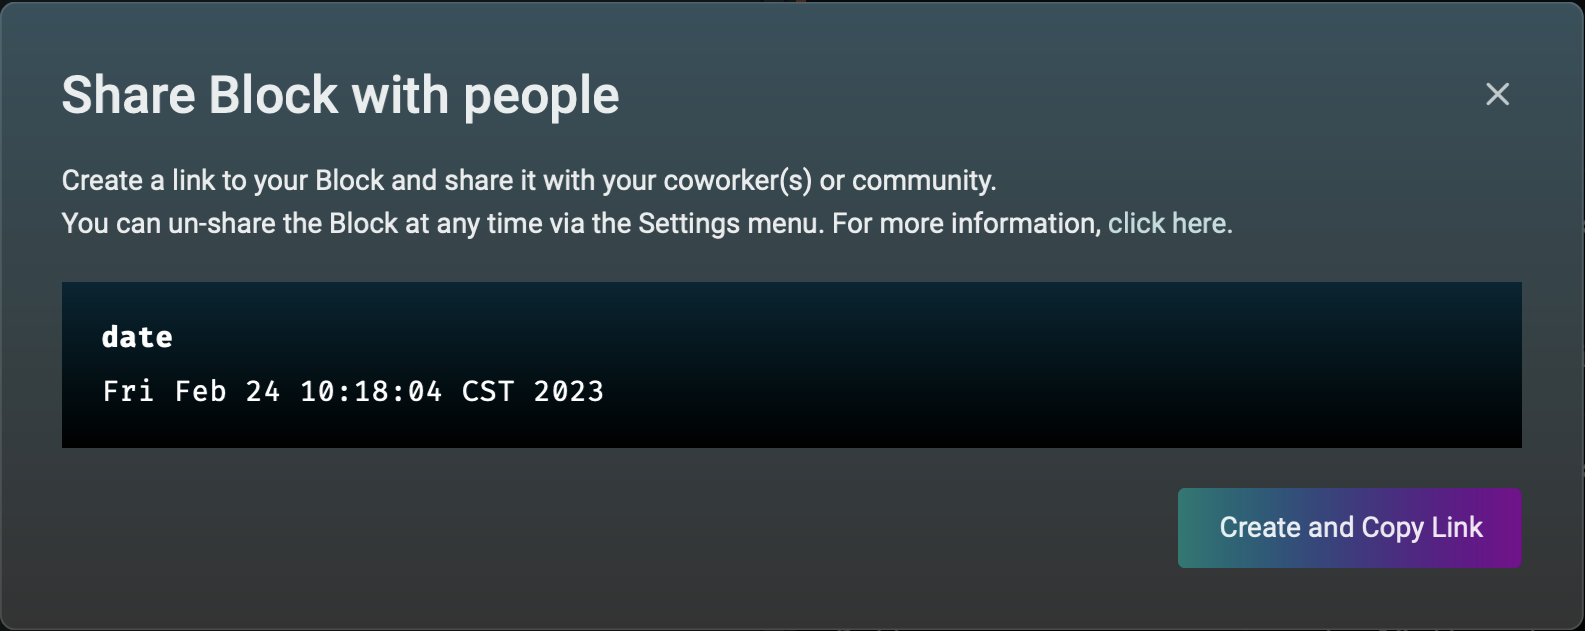 Share Block with people
Create a link to your Block and share it with your coworker(s) or community.
You can un-share the Block at any time via the Settings menu. For more information, click here.
date
Fri Feb 24 10:18:04 CST 2023
Create and Copy Link